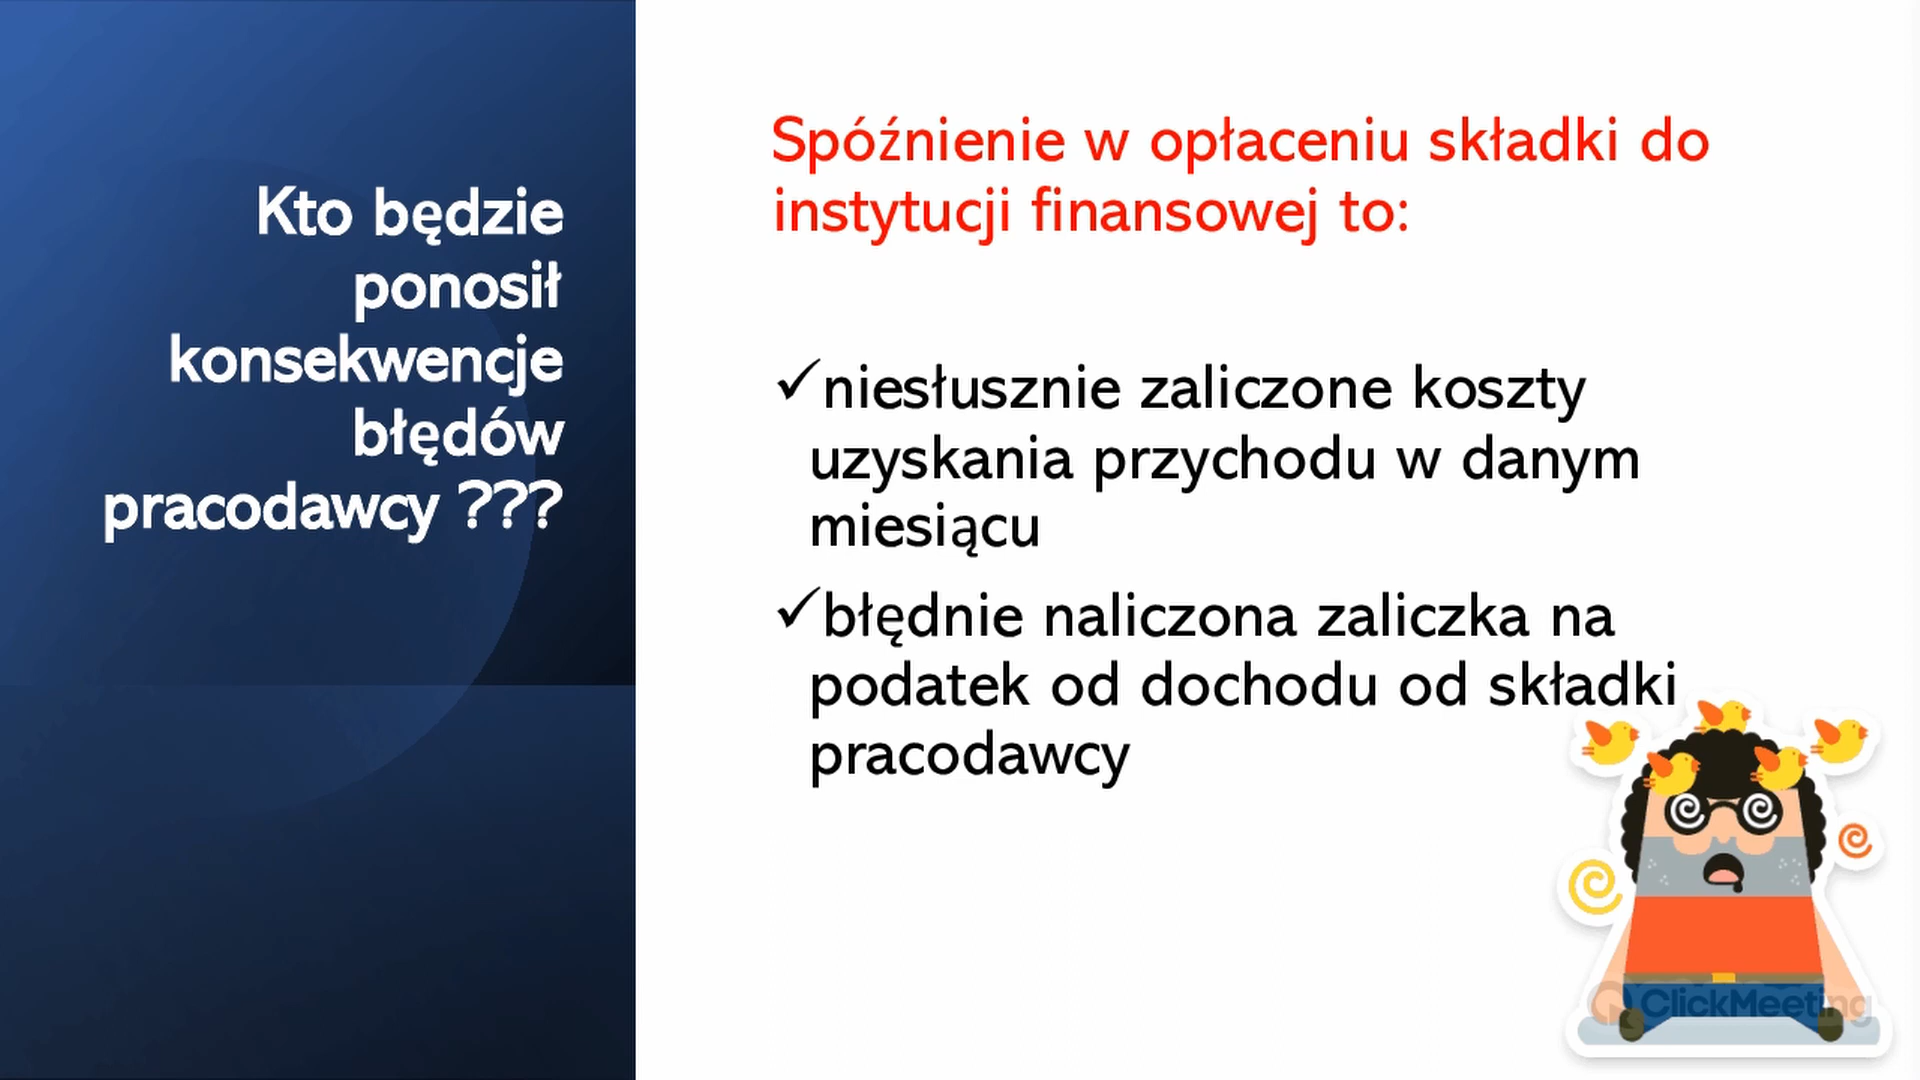 Kto będzie
ponosił
konsekwencje
błędów
pracodawcy ???
Spóźnienie w opłaceniu składki do
instytucji finansowej to:
✓niesłusznie zaliczone koszty
uzyskania przychodu w danym
miesiącu
✓błędnie naliczona zaliczka na
podatek od dochodu od składki
pracodawcy
ClickMeeting